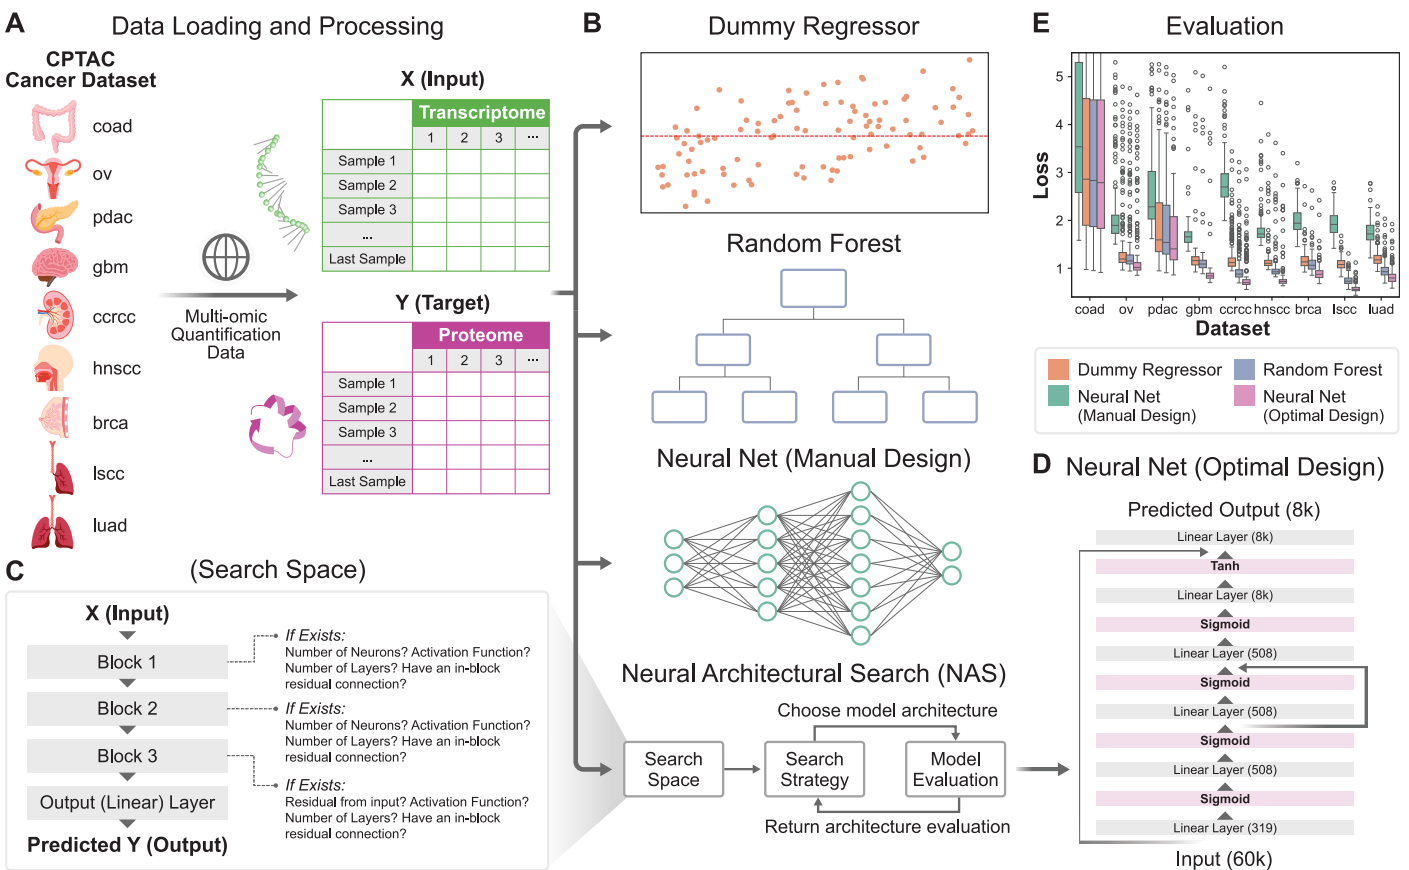 A
Data Loading and Processing
CPTAC
Cancer Dataset
coad
ov
pdac
gbm
ccrcc
hnscc
brca
lscc
luad
Multi-omic
Quantification
Data
X (Input)
Transcriptome
1 2 3 ...
Sample 1
Sample 2
Sample 3
...
Last Sample
Y (Target)
Proteome
1 2 3 ...
Sample 1
Sample 2
Sample 3
...
Last Sample
B
Dummy Regressor
Random Forest
Neural Net (Manual Design)
Neural Architectural Search (NAS)
Choose model architecture
Search
Space
Search
Strategy
Model
Evaluation
Return architecture evaluation
C
(Search Space)
X (Input)
Block 1
Block 2
Block 3
Output (Linear) Layer
Predicted Y (Output)
If Exists:
Number of Neurons? Activation Function?
Number of Layers? Have an in-block
residual connection?
If Exists:
Number of Neurons? Activation Function?
Number of Layers? Have an in-block
residual connection?
If Exists:
Residual from input? Activation Function?
Number of Layers? Have an in-block
residual connection?
E
Evaluation
Loss
5
4
3
2
1
coad ov pdac gbm ccrcc hnscc brca lscc luad
Dataset
Dummy Regressor
Random Forest
Neural Net
(Manual Design)
Neural Net
(Optimal Design)
D
Neural Net (Optimal Design)
Predicted Output (8k)
Linear Layer (8k)
Tanh
Linear Layer (8k)
Sigmoid
Linear Layer (508)
Sigmoid
Linear Layer (508)
Sigmoid
Linear Layer (508)
Sigmoid
Linear Layer (319)
Input (60k)